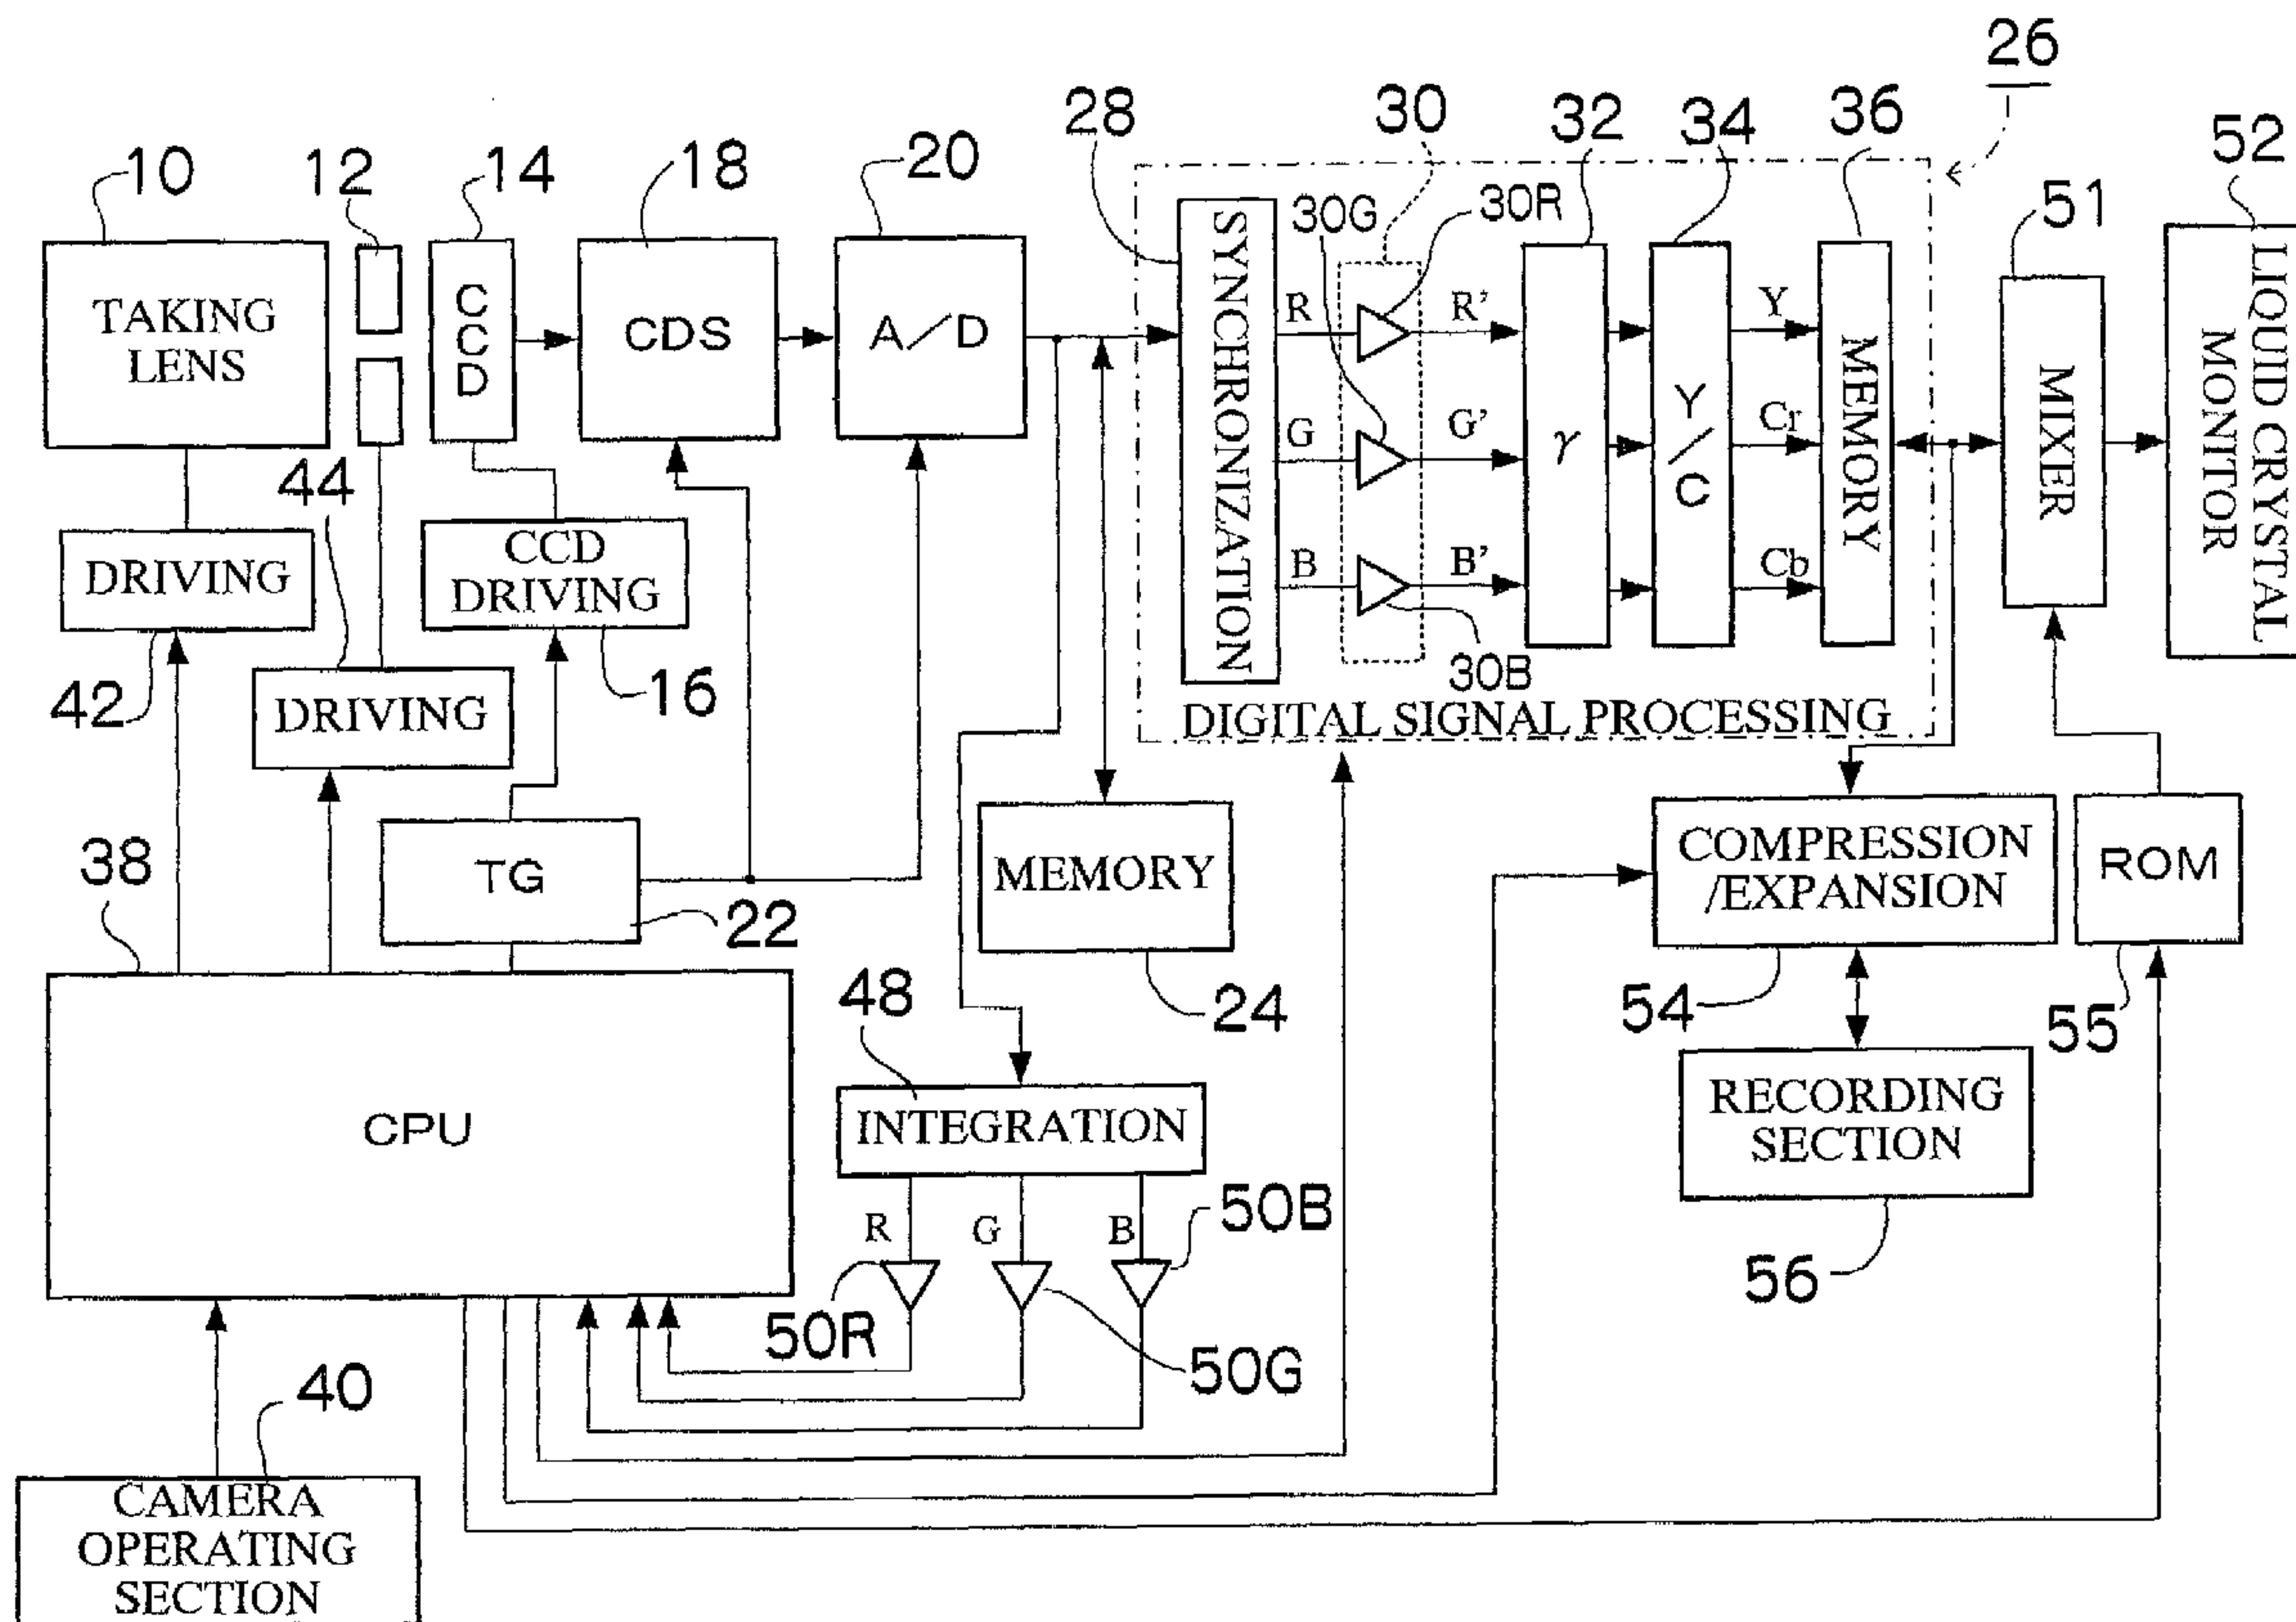 26
28
30
32
34
36
52
10
12
14
18
20
30G
30R
51
TAKING
LENS
CCD
CDS
A/D
SYNCHRONIZATION
R
R'
G
G'
B
B'
γ
Y/C
Y
Cr
Cb
MEMORY
MIXER
LIQUID CRYSTAL
MONITOR
44
DRIVING
CCD
DRIVING
42
16
30B
DRIVING
DIGITAL SIGNAL PROCESSING
38
TG
22
MEMORY
24
COMPRESSION
/EXPANSION
ROM
54
55
48
CPU
INTEGRATION
RECORDING
SECTION
R
G
B
50B
56
50R
50G
40
CAMERA
OPERATING
SECTION